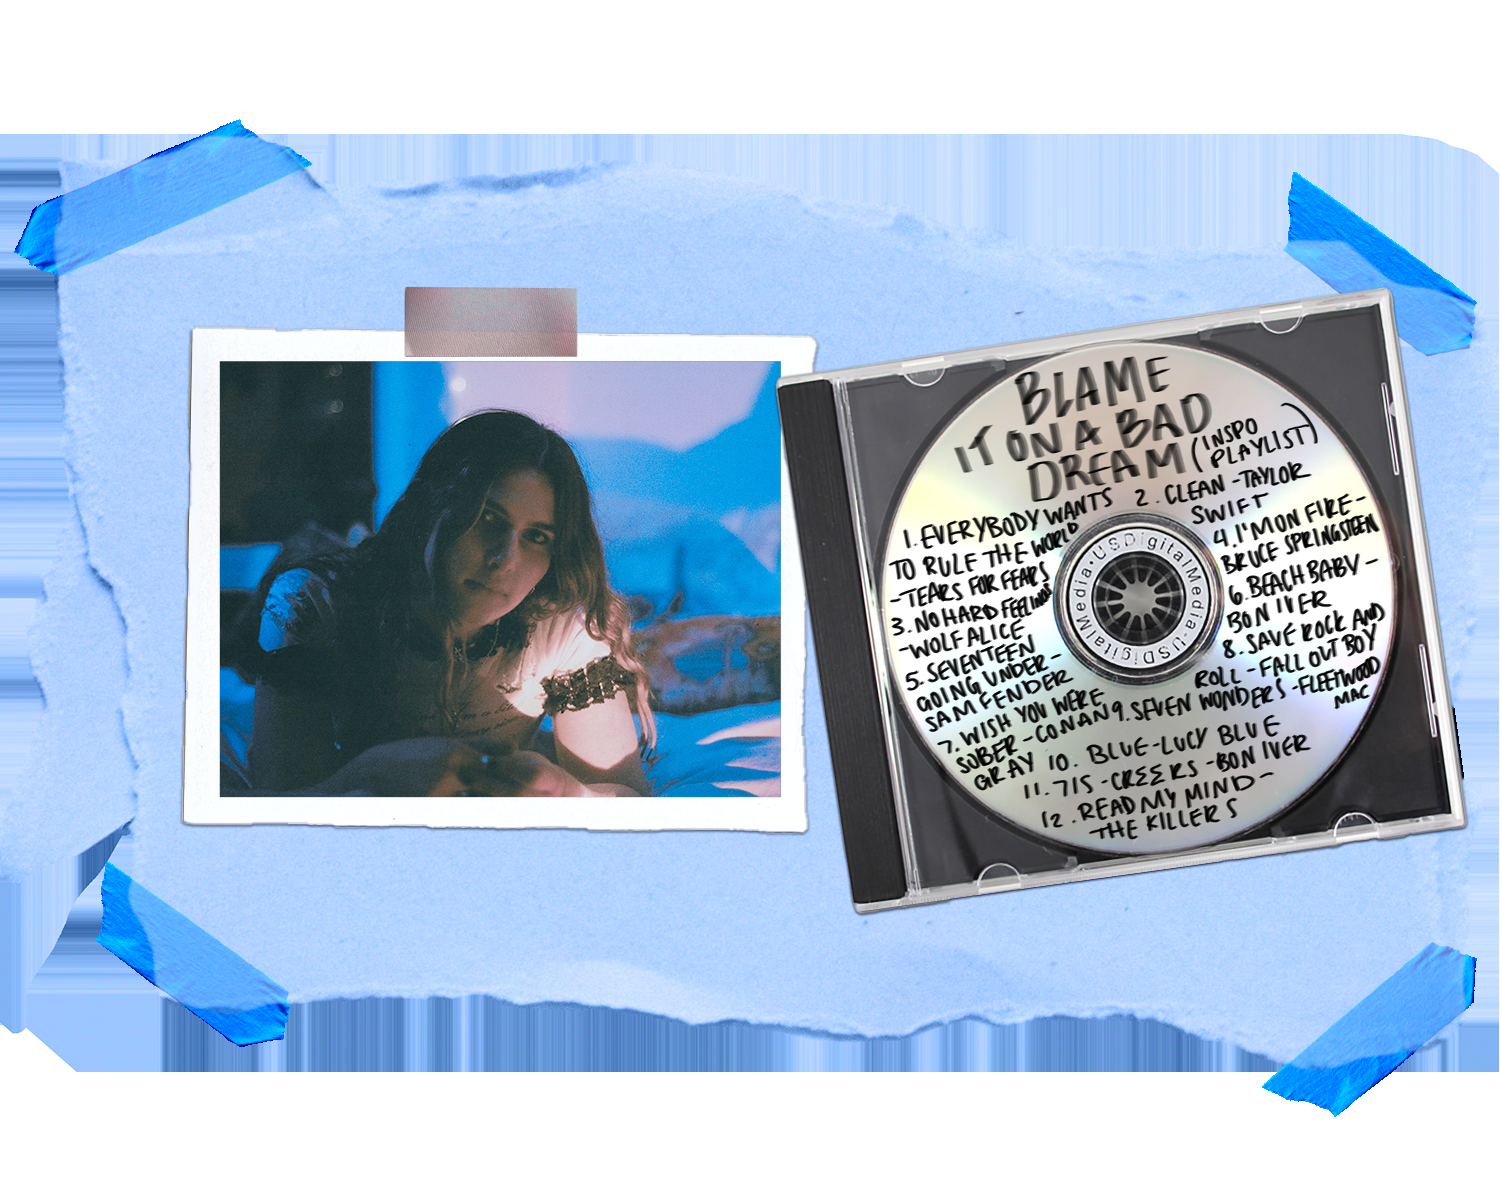 BLAME
IT ON A BAD
DREAM (INSPO
PLAYLIST)
1. EVERYBODY WANTS
TO RULE THE WORLD
- TEARS FOR FEARS
2. CLEAN - TAYLOR
SWIFT
3. NO HARD FEELINGS
- WOLF ALICE
4. I'M ON FIRE -
BRUCE SPRINGSTEEN
5. SEVENTEEN
GOING UNDER -
SAM FENDER
6. BEACH BABY -
BON IVER
7. WISH YOU WERE
SOBER - CONAN
GRAY
8. SAVE ROCK AND
ROLL - FALL OUT BOY
9. SEVEN WONDERS - FLEETWOOD
MAC
10. BLUE - LUCY BLUE
11. 715 - CREEKS - BON IVER
12. READ MY MIND -
THE KILLERS
USDigitalMedia·USDigitalMedia·